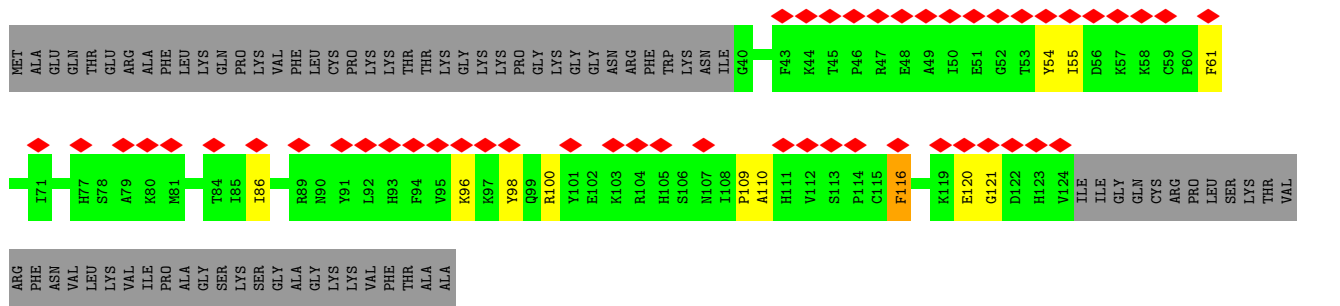 MET ALA GLU GLN THR GLU ARG ALA PHE LEU LYS GLN PRO LYS VAL PHE LEU CYS PRO LYS LYS THR THR LYS GLY LYS LYS PRO GLY LYS GLY GLY ASN ARG PHE TRP LYS ASN ILE G40 F43 K44 T45 P46 R47 E48 A49 I50 E51 G52 T53 Y54 I55 D56 K57 K58 C59 P60 F61
I71 H77 S78 A79 K80 M81 T84 I85 I86 R89 N90 Y91 L92 H93 F94 V95 K96 K97 Y98 Q99 R100 Y101 E102 K103 R104 H105 S106 N107 I108 P109 A110 H111 V112 S113 P114 C115 F116 K119 E120 G121 D122 H123 V124 ILE ILE GLY GLN CYS ARG PRO LEU SER LYS THR VAL
ARG PHE ASN VAL LEU LYS VAL ILE PRO ALA GLY SER LYS SER GLY ALA GLY LYS LYS VAL PHE THR ALA ALA